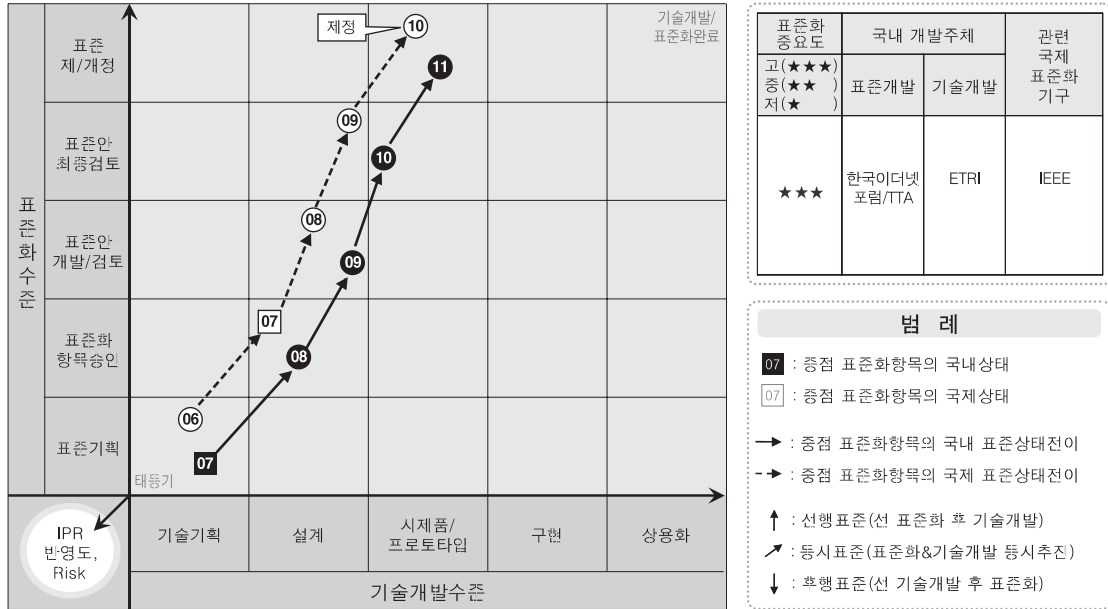 표준화수준
표준
제/개정
표준안
최종검토
표준안
개발/검토
표준화
항목승인
표준기획
제정
10
11
09
10
08
09
07
08
06
07
기술개발/
표준화완료
태동기
IPR
반영도,
Risk
기술기획
설계
시제품/
프로토타입
구현
상용화
기술개발수준
표준화
중요도
국내 개발주체
관련
국제
표준화
기구
고(★★★)
중(★★ )
저(★ )
표준개발
기술개발
★★★
한국이더넷
포럼/TTA
ETRI
IEEE
범 례
07 : 중점 표준화항목의 국내상태
07 : 중점 표준화항목의 국제상태
: 중점 표준화항목의 국내 표준상태전이
: 중점 표준화항목의 국제 표준상태전이
: 선행표준(선 표준화 후 기술개발)
: 동시표준(표준화&기술개발 동시추진)
: 후행표준(선 기술개발 후 표준화)